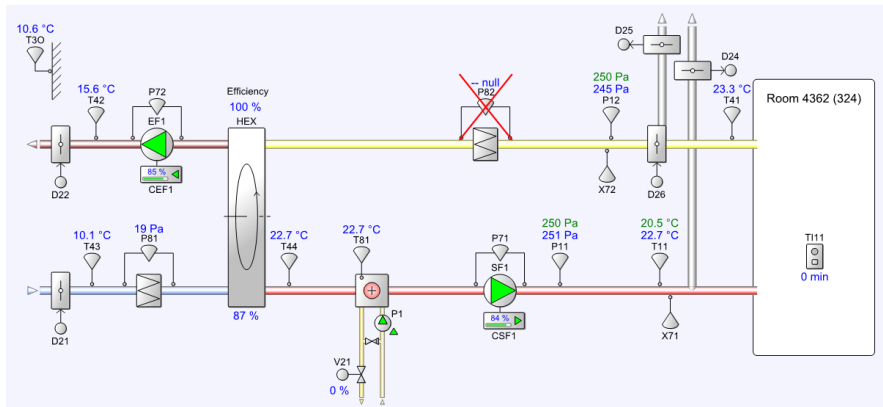 10.6 °C
T3O
15.6 °C
T42
P72
EF1
85 %
CEF1
D22
Efficiency
100 %
HEX
-- null
P82
250 Pa
245 Pa
P12
X72
D25
D24
D26
23.3 °C
T41
Room 4362 (324)
TI11
0 min
10.1 °C
T43
19 Pa
P81
D21
87 %
22.7 °C
T44
22.7 °C
T81
P1
V21
0 %
P71
SF1
84 %
CSF1
250 Pa
251 Pa
P11
20.5 °C
22.7 °C
T11
X71